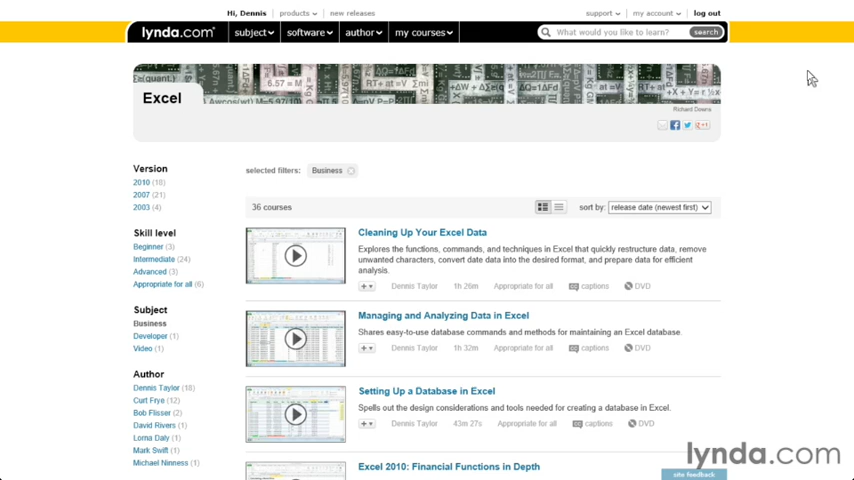 Hi, Dennis products new releases support my account log out
lynda.com subject software author my courses What would you like to learn? search
Excel
Richard Downs
Version
2010 (18)
2007 (21)
2003 (4)
Skill level
Beginner (3)
Intermediate (24)
Advanced (3)
Appropriate for all (6)
Subject
Business
Developer (1)
Video (1)
Author
Dennis Taylor (18)
Curt Frye (12)
Bob Flisser (2)
David Rivers (1)
Lorna Daly (1)
Mark Swift (1)
Michael Ninness (1)
selected filters: Business
36 courses sort by: release date (newest first)
Cleaning Up Your Excel Data
Explores the functions, commands, and techniques in Excel that quickly restructure data, remove
unwanted characters, convert date data into the desired format, and prepare data for efficient
analysis.
Dennis Taylor 1h 26m Appropriate for all captions DVD
Managing and Analyzing Data in Excel
Shares easy-to-use database commands and methods for maintaining an Excel database.
Dennis Taylor 1h 32m Appropriate for all captions DVD
Setting Up a Database in Excel
Spells out the design considerations and tools needed for creating a database in Excel.
Dennis Taylor 43m 27s Appropriate for all captions DVD
Excel 2010: Financial Functions in Depth
lynda.com
site feedback